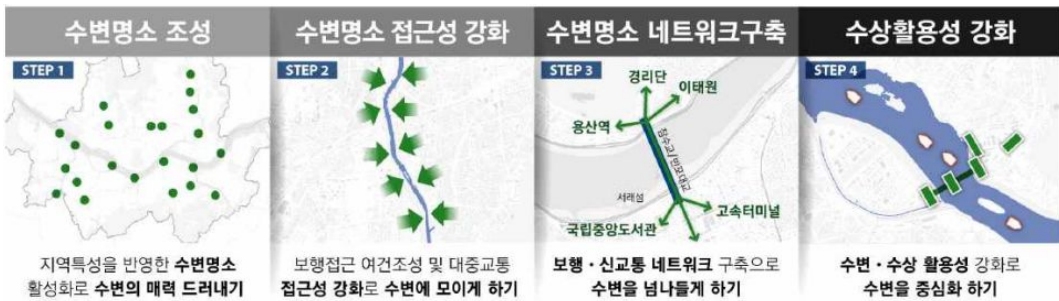 수변명소 조성
STEP 1
지역특성을 반영한 수변명소
활성화로 수변의 매력 드러내기
수변명소 접근성 강화
STEP 2
보행접근 여건조성 및 대중교통
접근성 강화로 수변에 모이게 하기
수변명소 네트워크구축
STEP 3
경리단
이태원
용산역
잠수교/반포대교
서래섬
고속터미널
국립중앙도서관
보행·신교통 네트워크 구축으로
수변을 넘나들게 하기
수상활용성 강화
STEP 4
수변·수상 활용성 강화로
수변을 중심화 하기